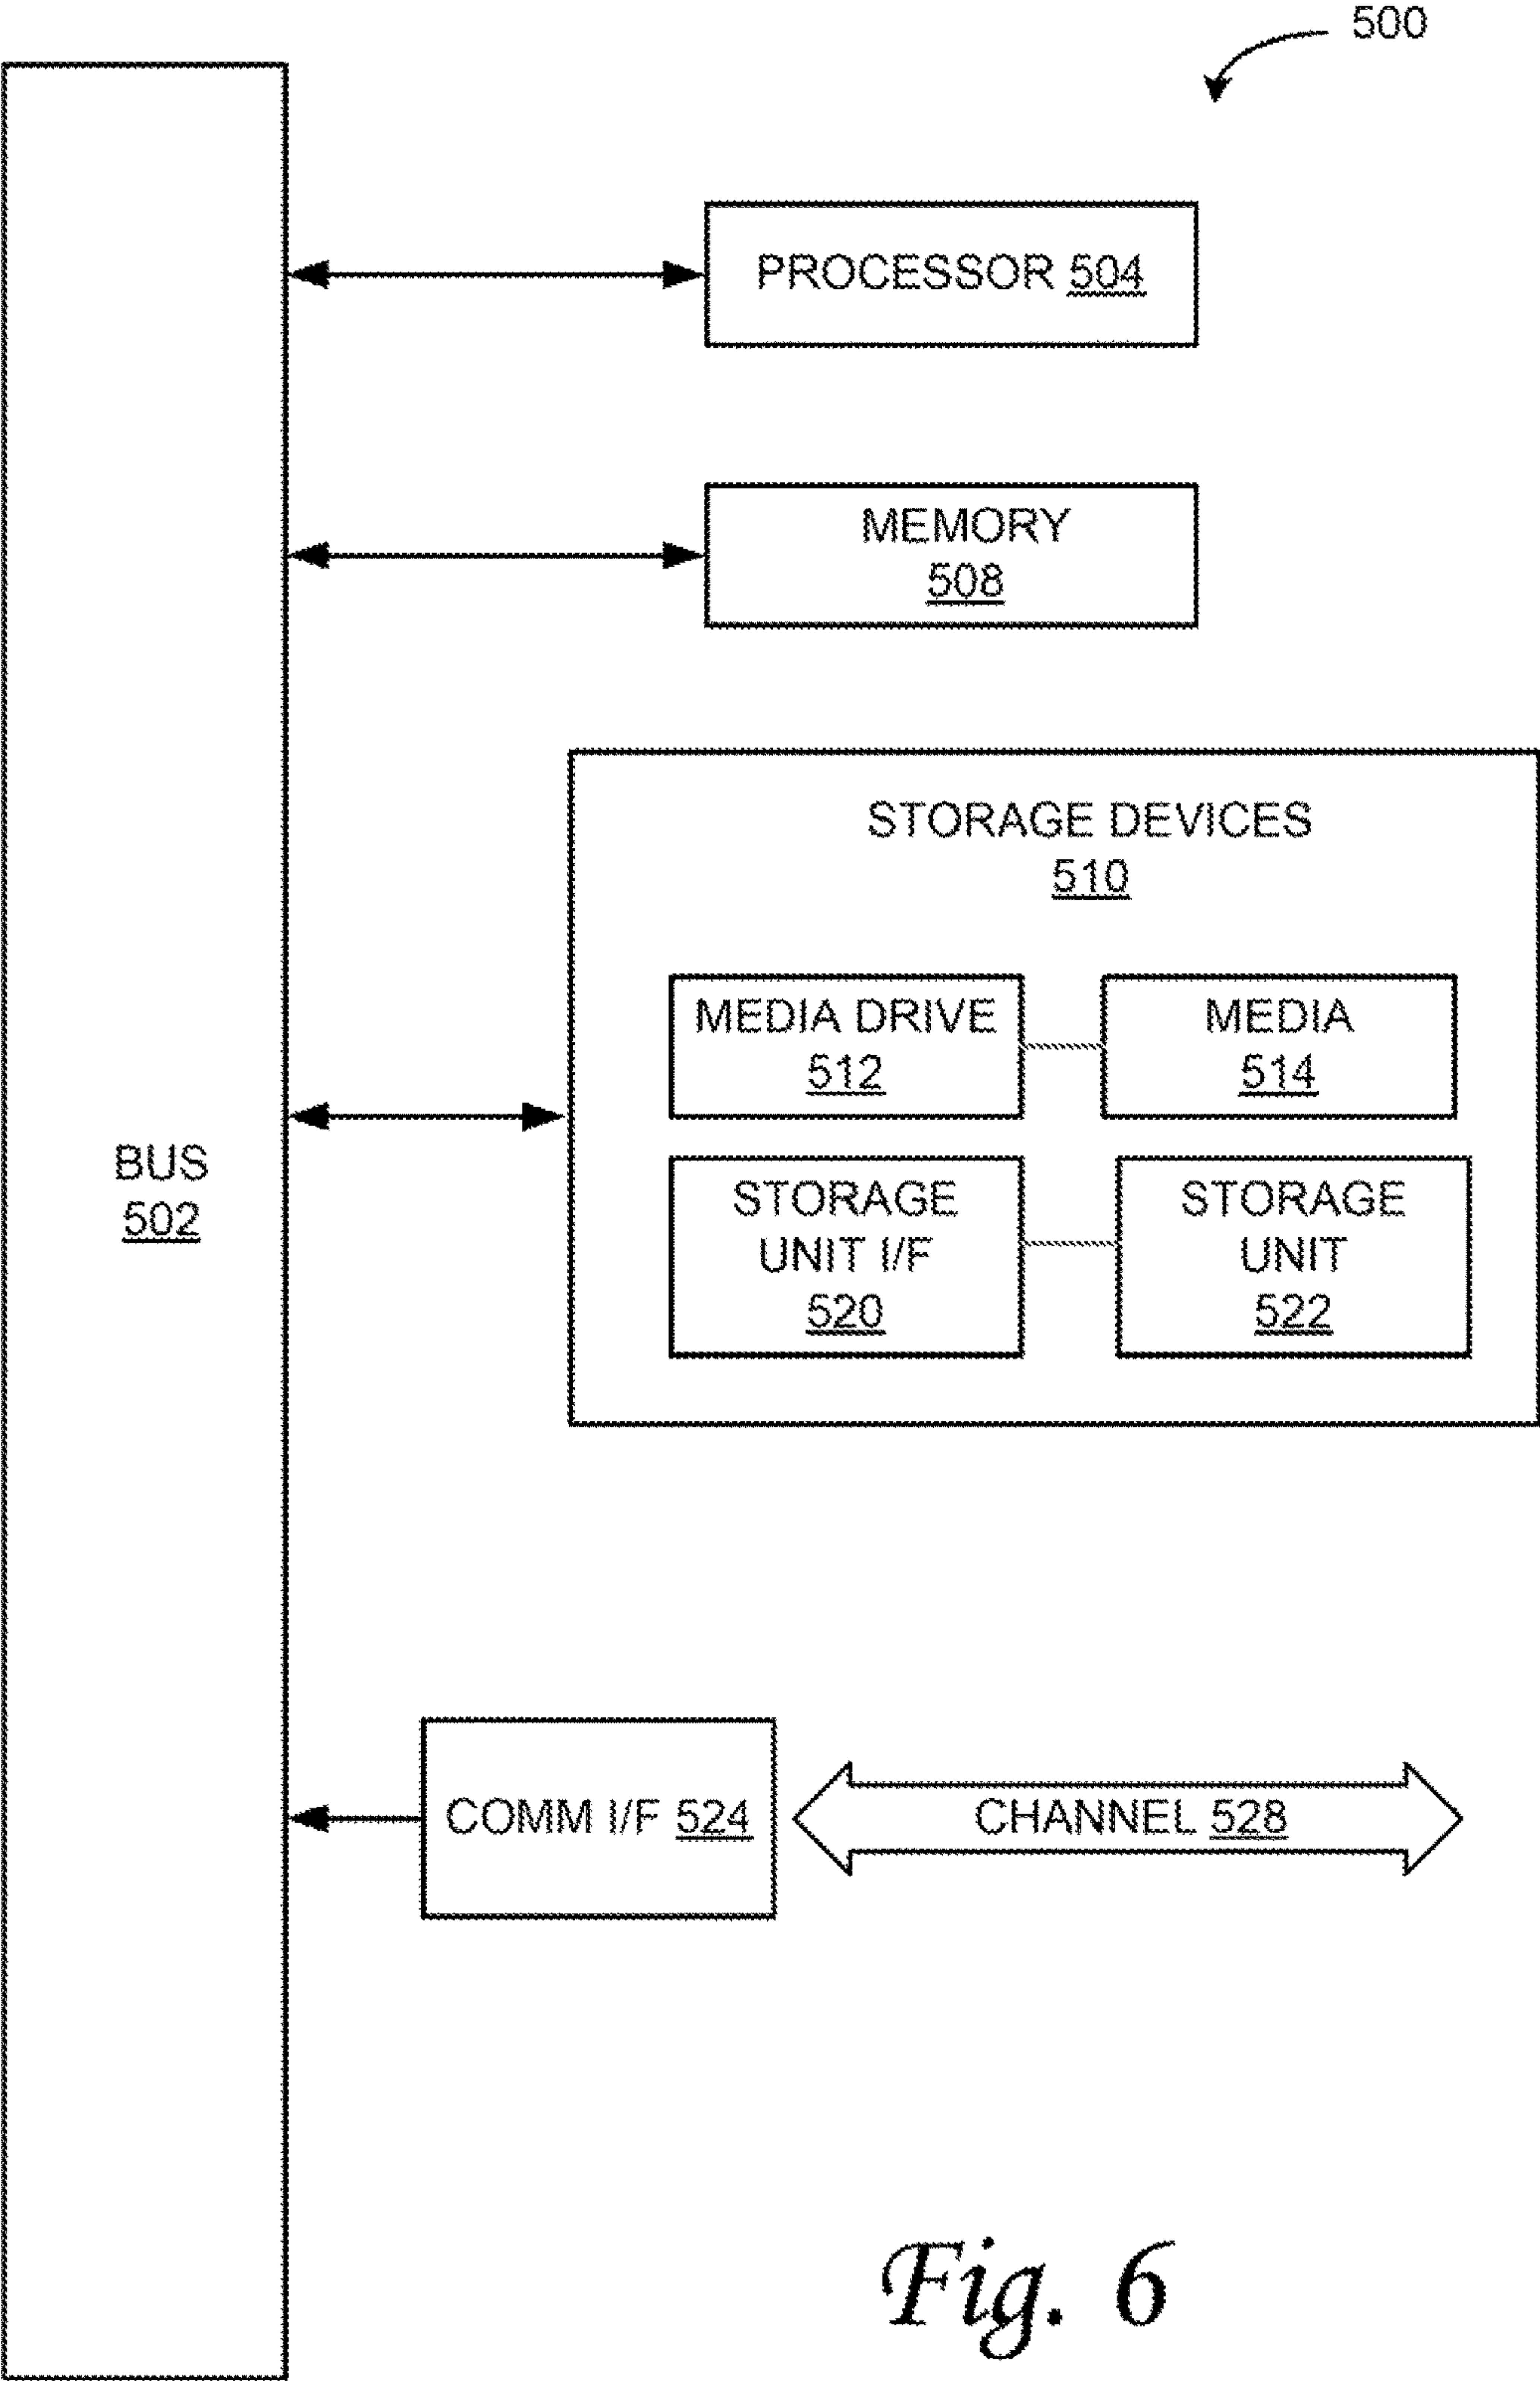 500
PROCESSOR 504
MEMORY
508
STORAGE DEVICES
510
MEDIA DRIVE
512
MEDIA
514
BUS
502
STORAGE
UNIT I/F
520
STORAGE
UNIT
522
COMM I/F 524
CHANNEL 528
Fig. 6